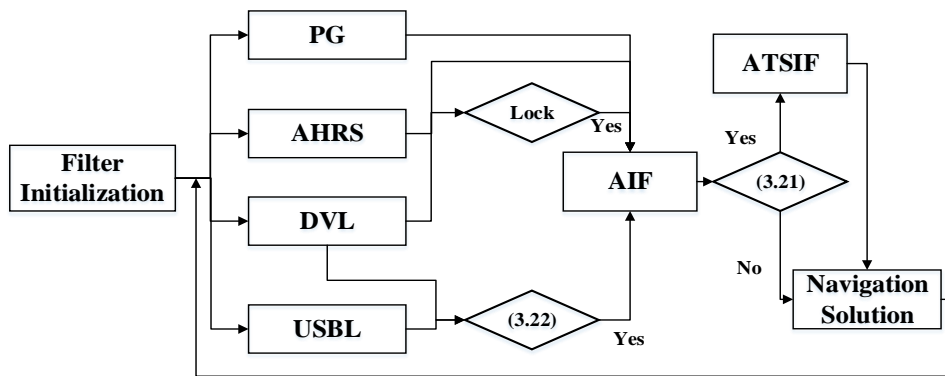 PG
ATSIF
AHRS
Lock
Yes
Yes
Filter
Initialization
AIF
(3.21)
DVL
No
Navigation
Solution
USBL
(3.22)
Yes